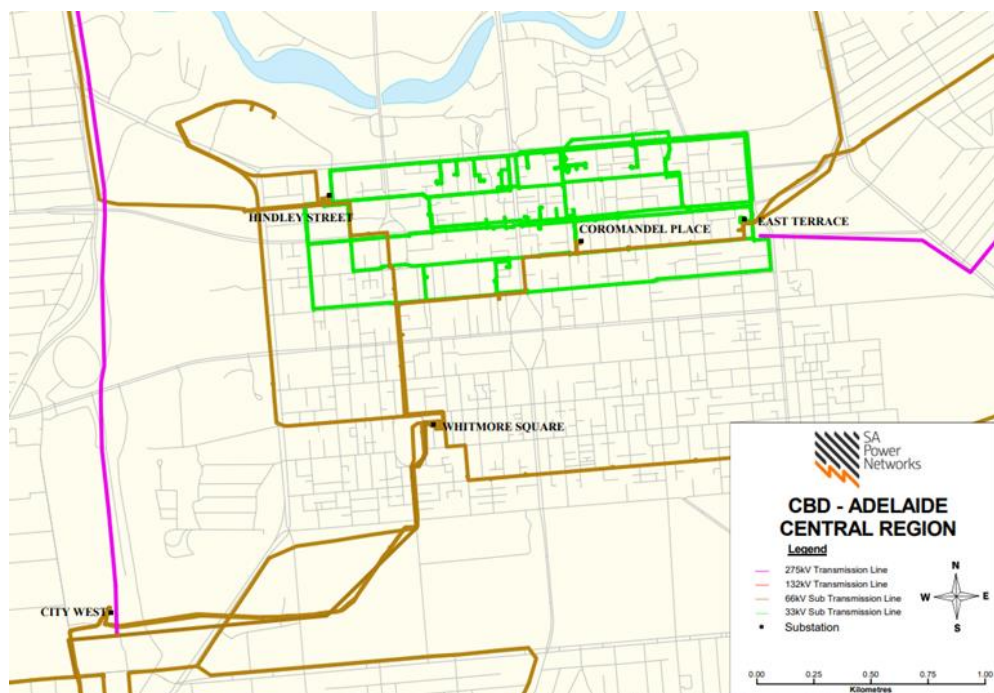 HINDLEY STREET
EAST TERRACE
COROMANDEL PLACE
WHITMORE SQUARE
CITY WEST
SA
Power
Networks
CBD - ADELAIDE
CENTRAL REGION
Legend
275kV Transmission Line
132kV Transmission Line
66kV Sub Transmission Line
33kV Sub Transmission Line
Substation
N
W E
S
0.00 0.25 0.50 0.75 1.00
Kilometres